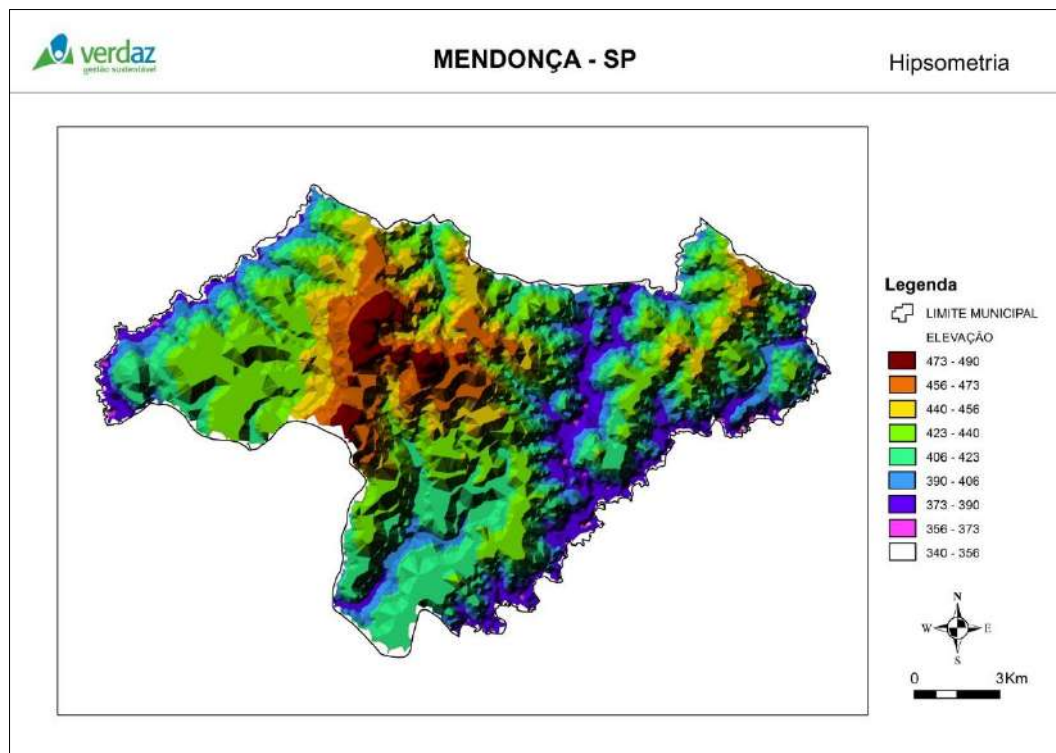 verdaz
gestão sustentável
MENDONÇA - SP
Hipsometria
Legenda
LIMITE MUNICIPAL
ELEVAÇÃO
473 - 490
456 - 473
440 - 456
423 - 440
406 - 423
390 - 406
373 - 390
356 - 373
340 - 356
N
W E
S
0 3Km